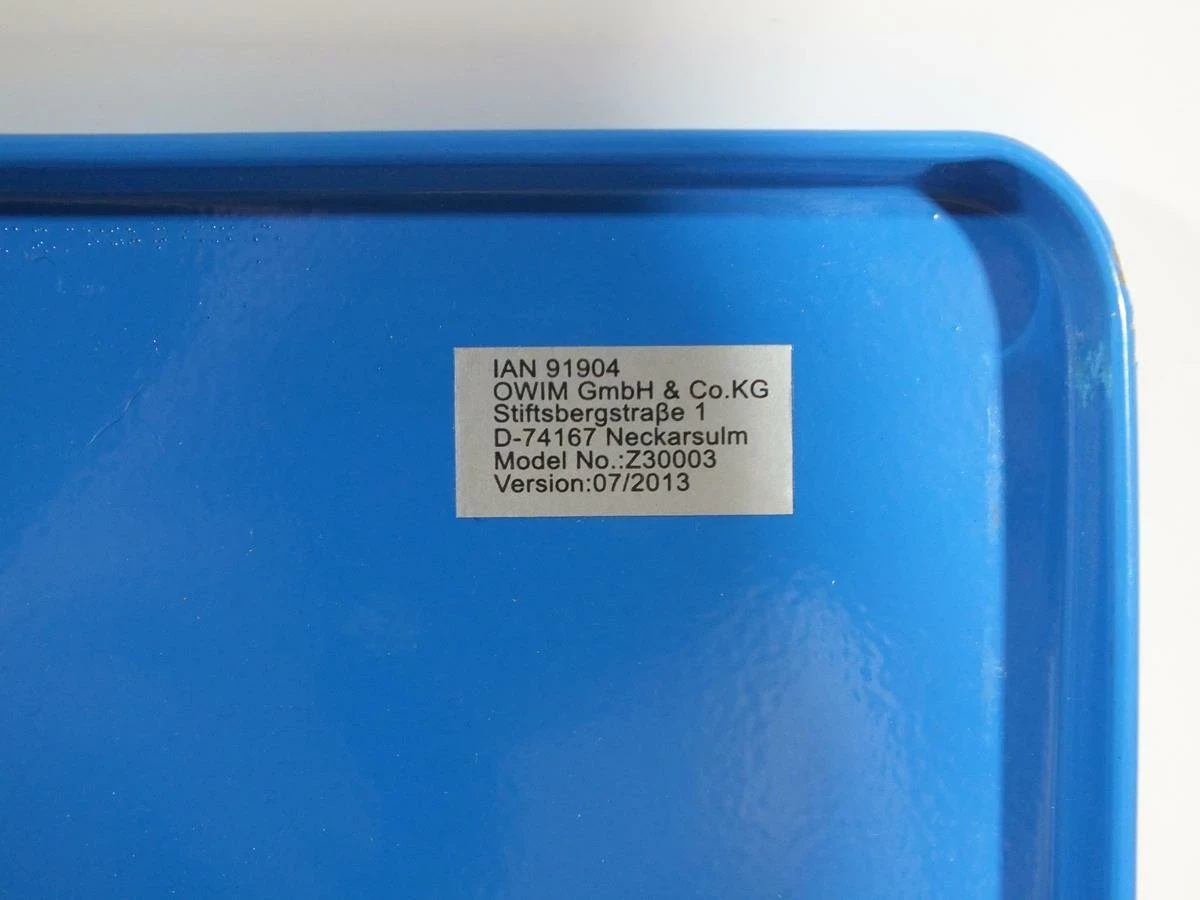 IAN 91904
OWIM GmbH & Co.KG
Stiftsbergstraße 1
D-74167 Neckarsulm
Model No.:Z30003
Version:07/2013